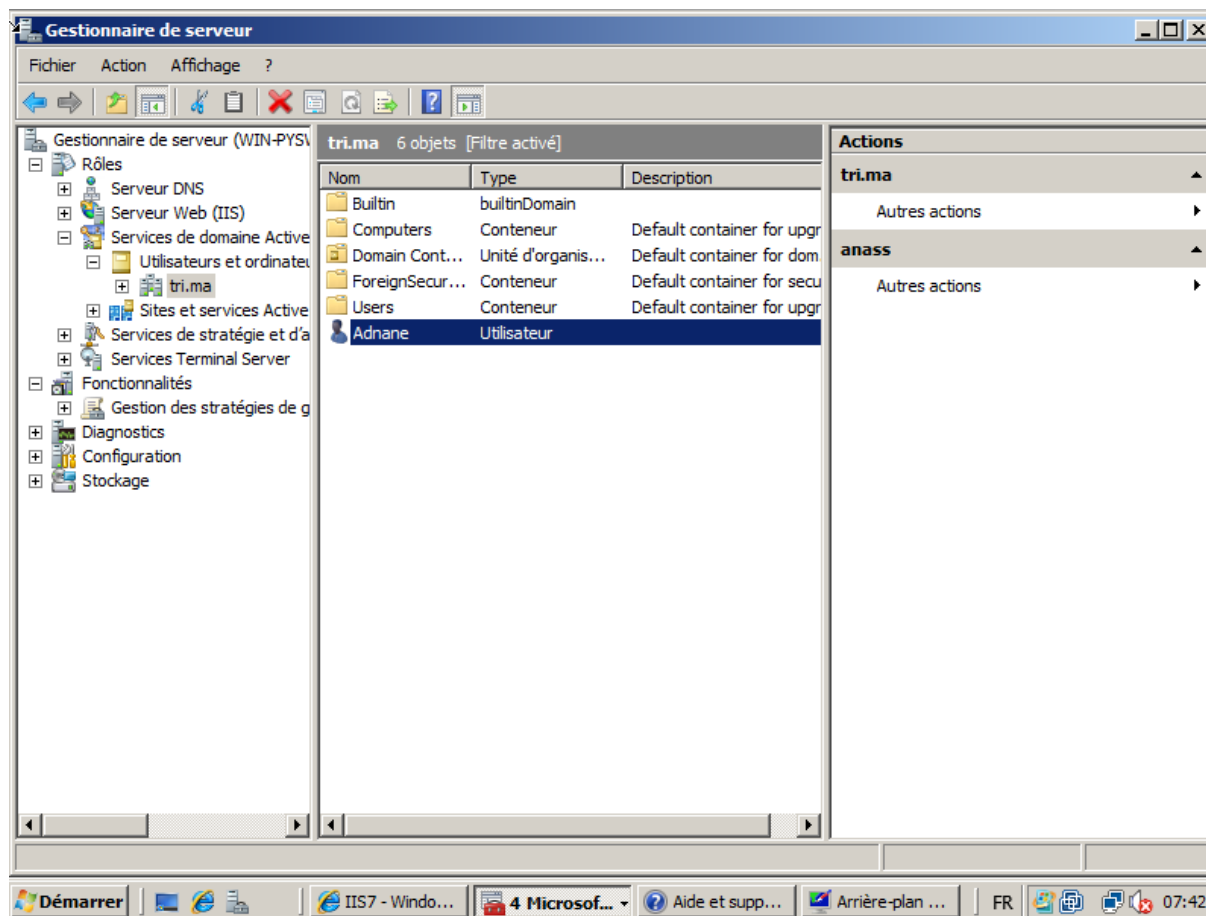 Gestionnaire de serveur
Fichier Action Affichage ?
Gestionnaire de serveur (WIN-PYSV
Rôles
Serveur DNS
Serveur Web (IIS)
Services de domaine Active
Utilisateurs et ordinateu
tri.ma
Sites et services Active
Services de stratégie et d'a
Services Terminal Server
Fonctionnalités
Gestion des stratégies de g
Diagnostics
Configuration
Stockage
tri.ma 6 objets [Filtre activé]
Nom Type Description
Builtin builtinDomain
Computers Conteneur Default container for upgr
Domain Cont... Unité d'organis... Default container for dom
ForeignSecur... Conteneur Default container for secu
Users Conteneur Default container for upgr
Adnane Utilisateur
Actions
tri.ma
Autres actions
anass
Autres actions
Démarrer IIS7 - Windo... 4 Microsof... Aide et supp... Arrière-plan ... FR 07:42